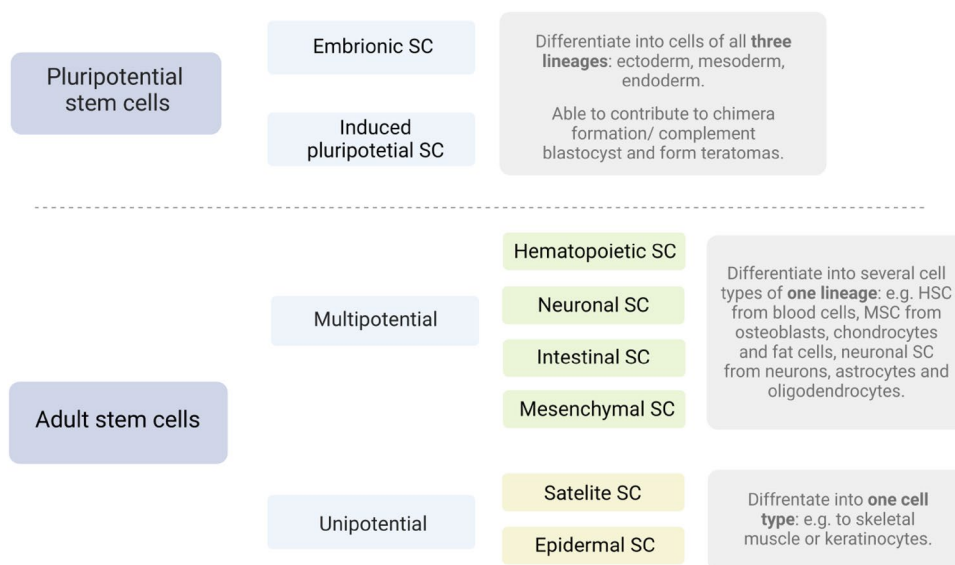 Pluripotential
stem cells
Embrionic SC
Induced
pluripotetial SC
Differentiate into cells of all three
lineages: ectoderm, mesoderm,
endoderm.
Able to contribute to chimera
formation/ complement
blastocyst and form teratomas.
Adult stem cells
Multipotential
Hematopoietic SC
Neuronal SC
Intestinal SC
Mesenchymal SC
Differentiate into several cell
types of one lineage: e.g. HSC
from blood cells, MSC from
osteoblasts, chondrocytes
and fat cells, neuronal SC
from neurons, astrocytes and
oligodendrocytes.
Unipotential
Satelite SC
Epidermal SC
Diffrentate into one cell
type: e.g. to skeletal
muscle or keratinocytes.